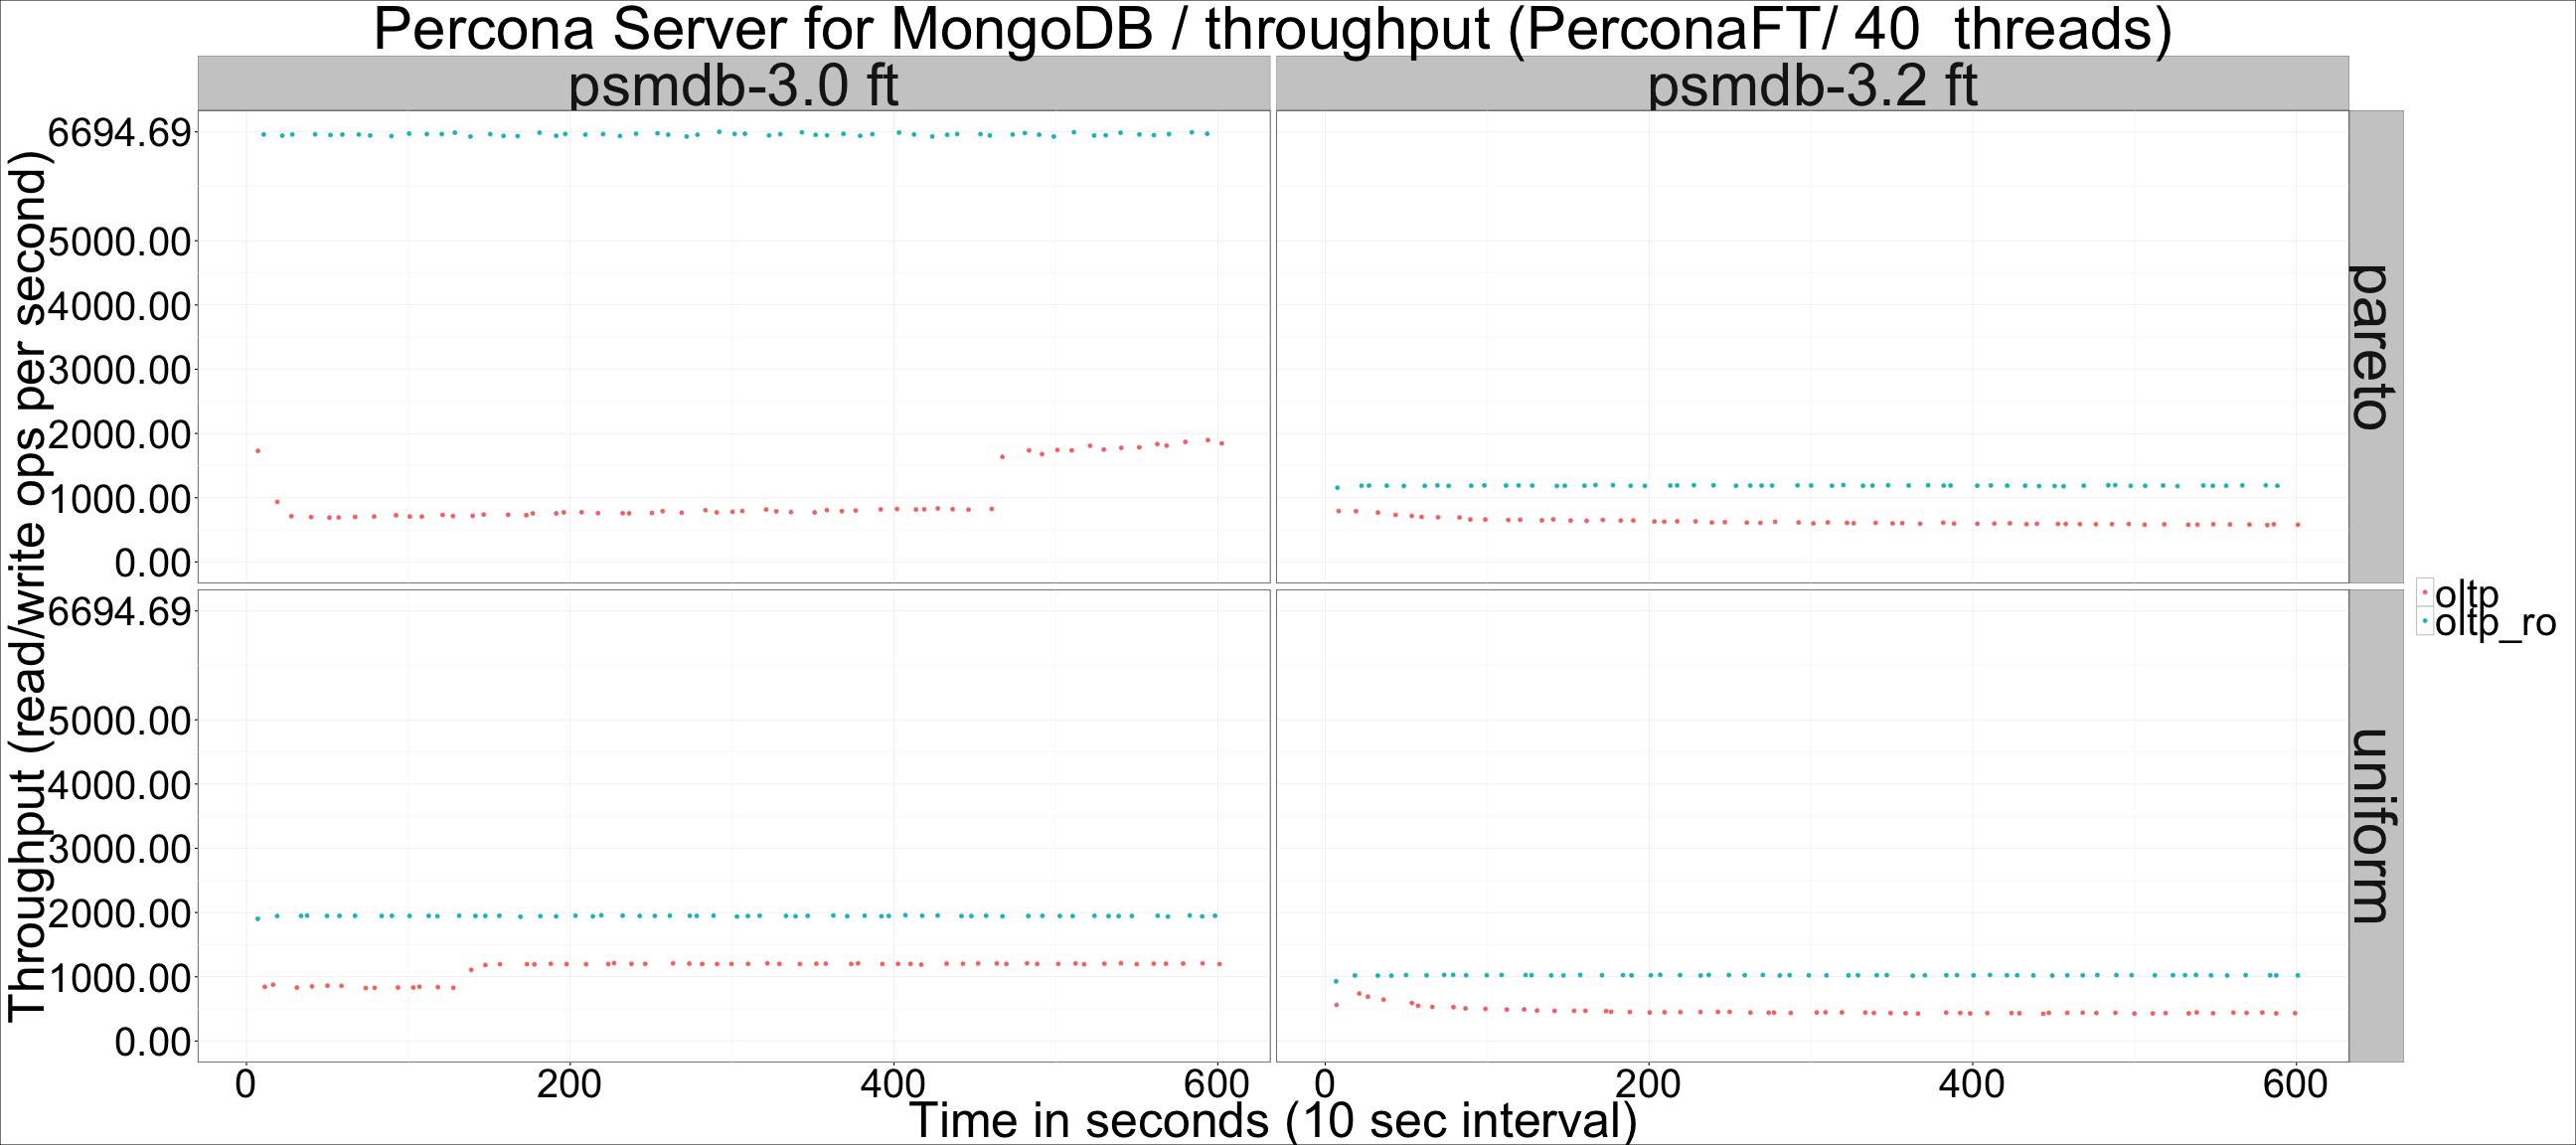 Percona Server for MongoDB / throughput (PerconaFT/ 40  threads)
psmdb-3.0 ft
psmdb-3.2 ft
Throughput (read/write ops per second)
6694.69
5000.00
4000.00
3000.00
2000.00
1000.00
0.00
pareto
6694.69
5000.00
4000.00
3000.00
2000.00
1000.00
0.00
uniform
oltp
oltp_ro
0 200 400 600 0 200 400 600
Time in seconds (10 sec interval)